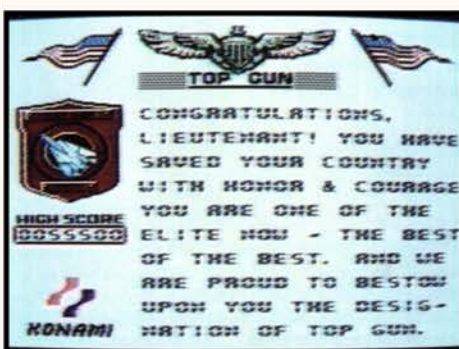 TOP GUN
CONGRATULATIONS,
LIEUTENANT! YOU HAVE
SAVED YOUR COUNTRY
WITH HONOR & COURAGE
YOU ARE ONE OF THE
ELITE NOW - THE BEST
OF THE BEST. AND WE
ARE PROUD TO BESTOW
UPON YOU THE DESIG-
NATION OF TOP GUN.
HIGH SCORE
0055500
KONAMI